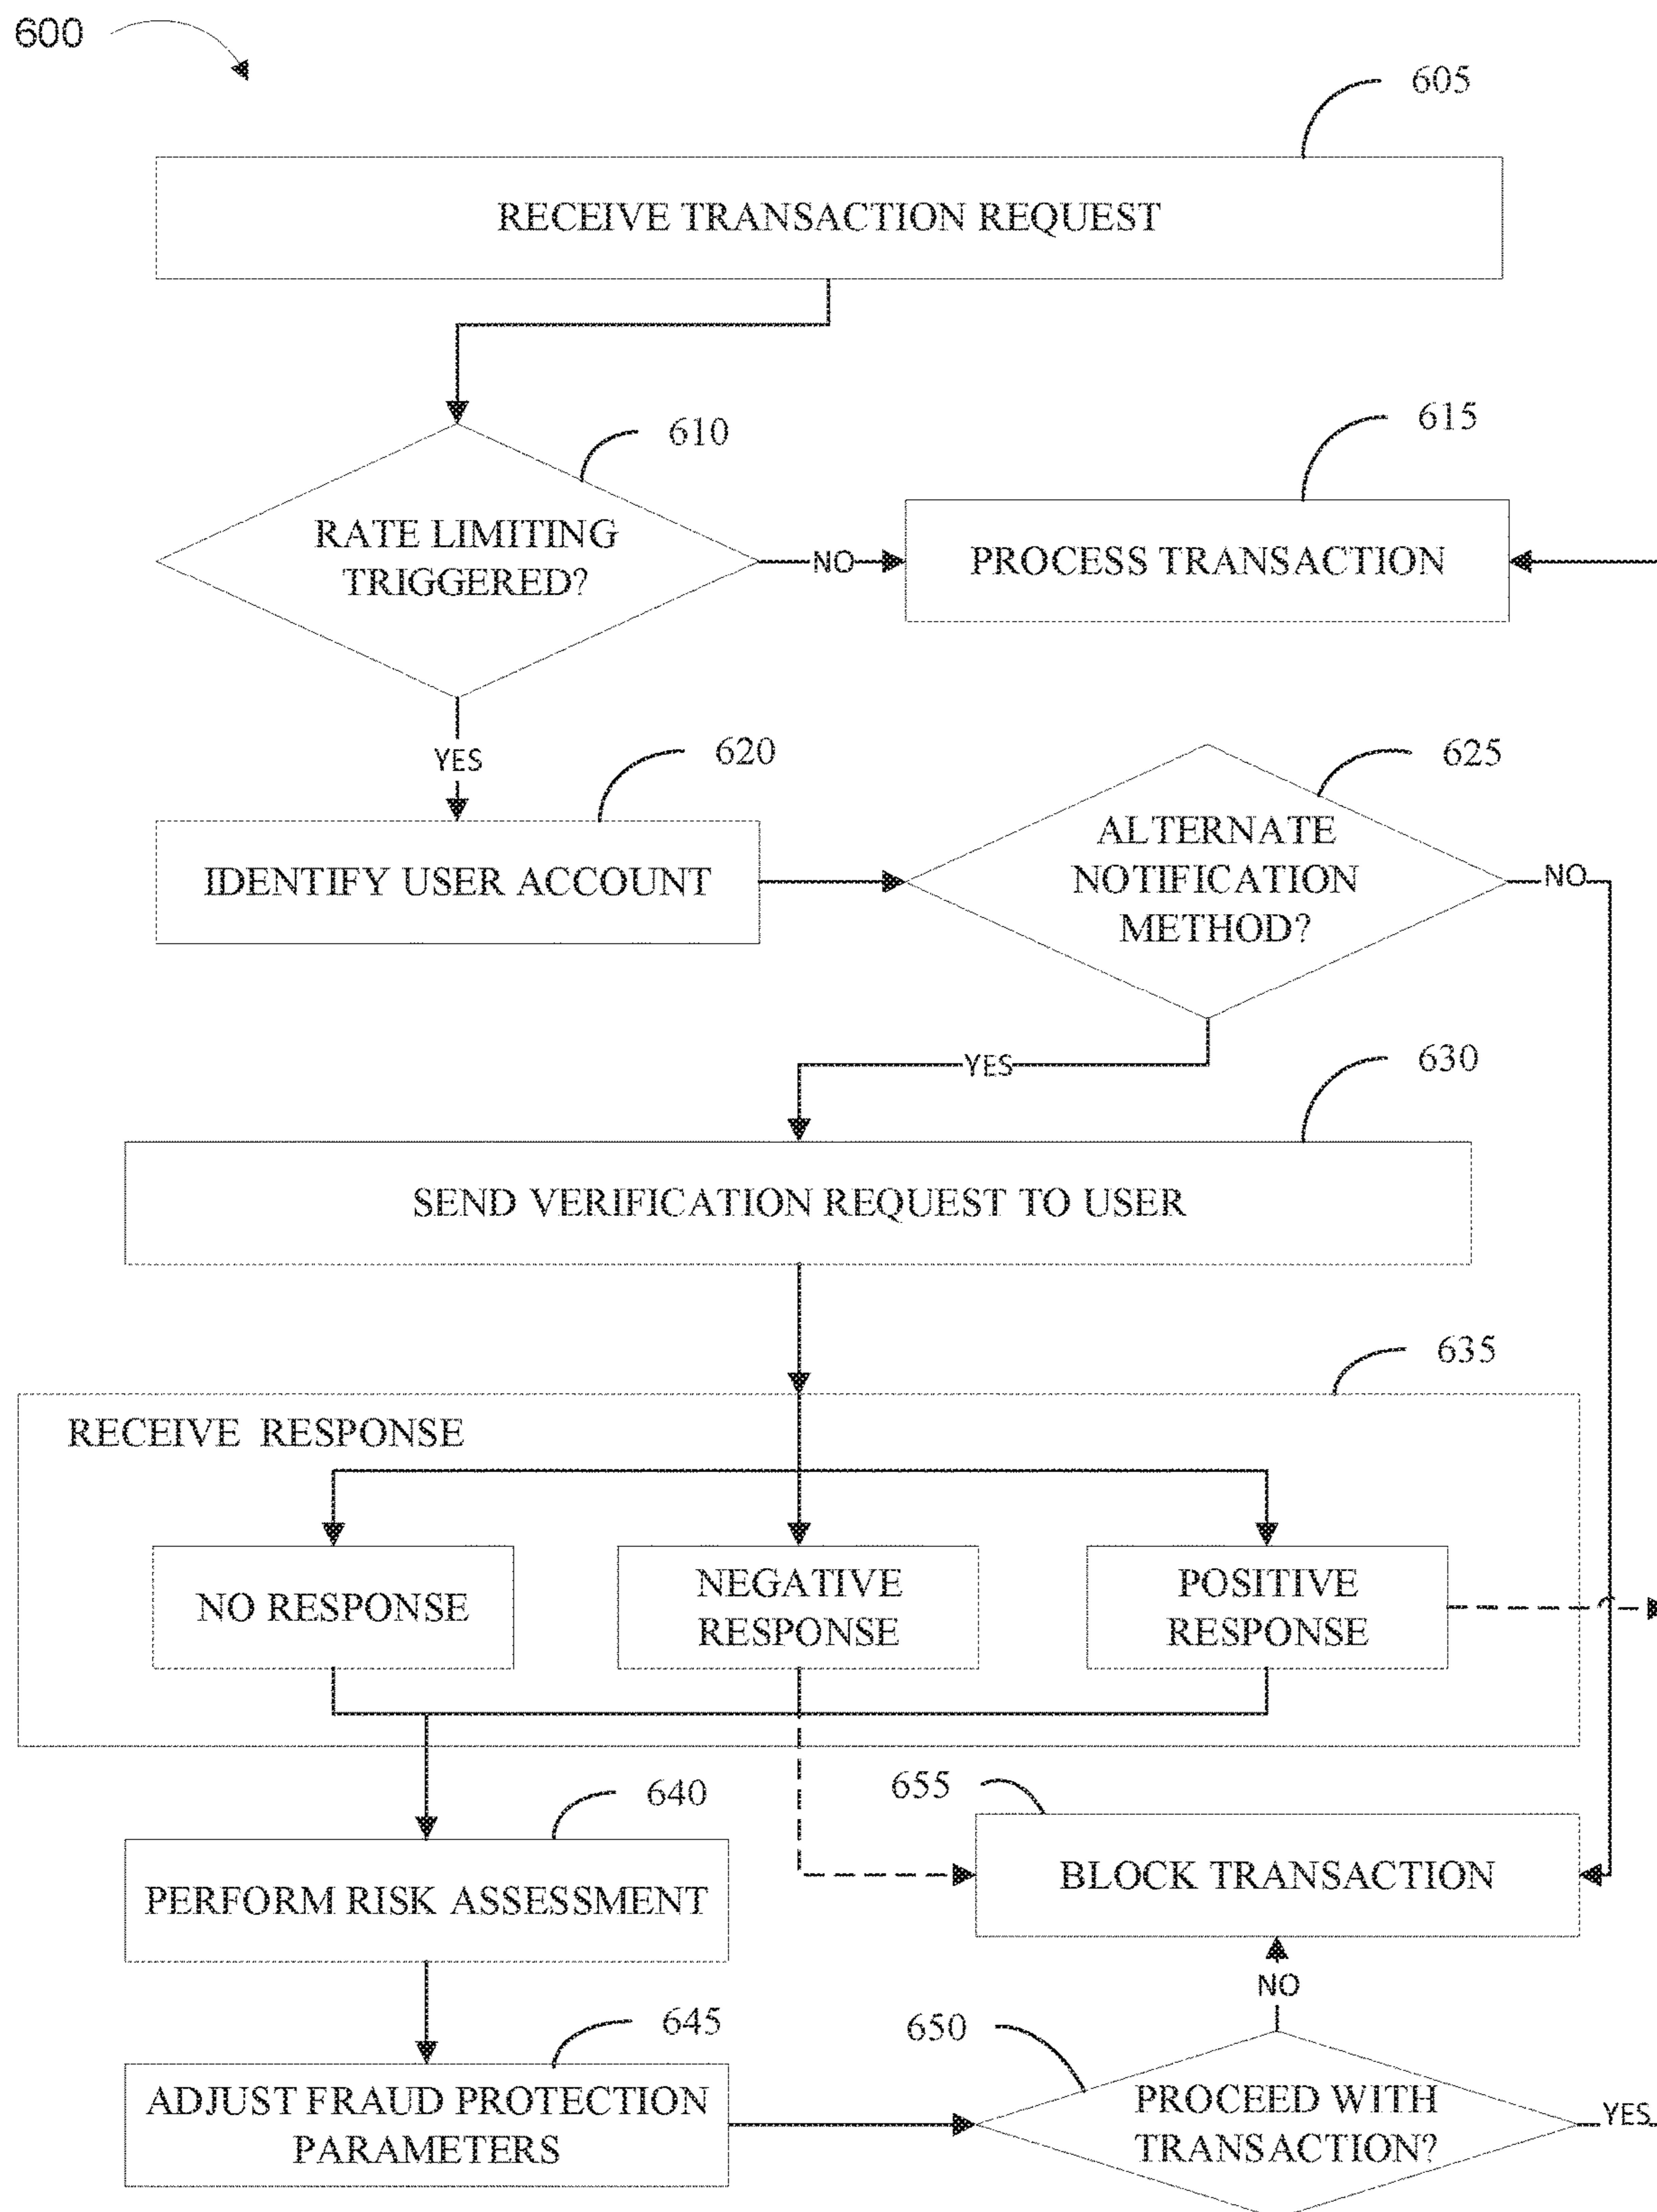 600
605
RECEIVE TRANSACTION REQUEST
610
615
RATE LIMITING
TRIGGERED?
NO
PROCESS TRANSACTION
YES
620
625
IDENTIFY USER ACCOUNT
ALTERNATE
NOTIFICATION
METHOD?
NO
YES
630
SEND VERIFICATION REQUEST TO USER
635
RECEIVE RESPONSE
NO RESPONSE
NEGATIVE
RESPONSE
POSITIVE
RESPONSE
640
655
PERFORM RISK ASSESSMENT
BLOCK TRANSACTION
NO
645
650
ADJUST FRAUD PROTECTION
PARAMETERS
PROCEED WITH
TRANSACTION?
YES